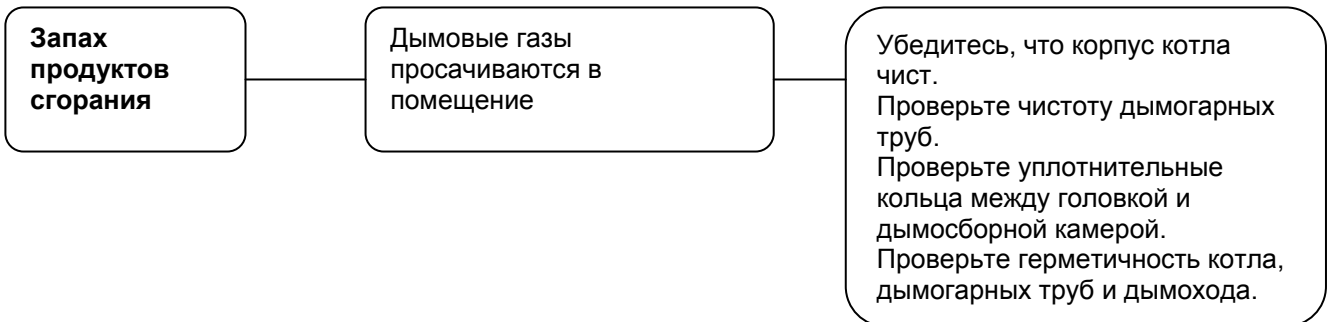 Запах
продуктов
сгорания
Дымовые газы
просачиваются в
помещение
Убедитесь, что корпус котла
чист.
Проверьте чистоту дымогарных
труб.
Проверьте уплотнительные
кольца между головкой и
дымосборной камерой.
Проверьте герметичность котла,
дымогарных труб и дымохода.